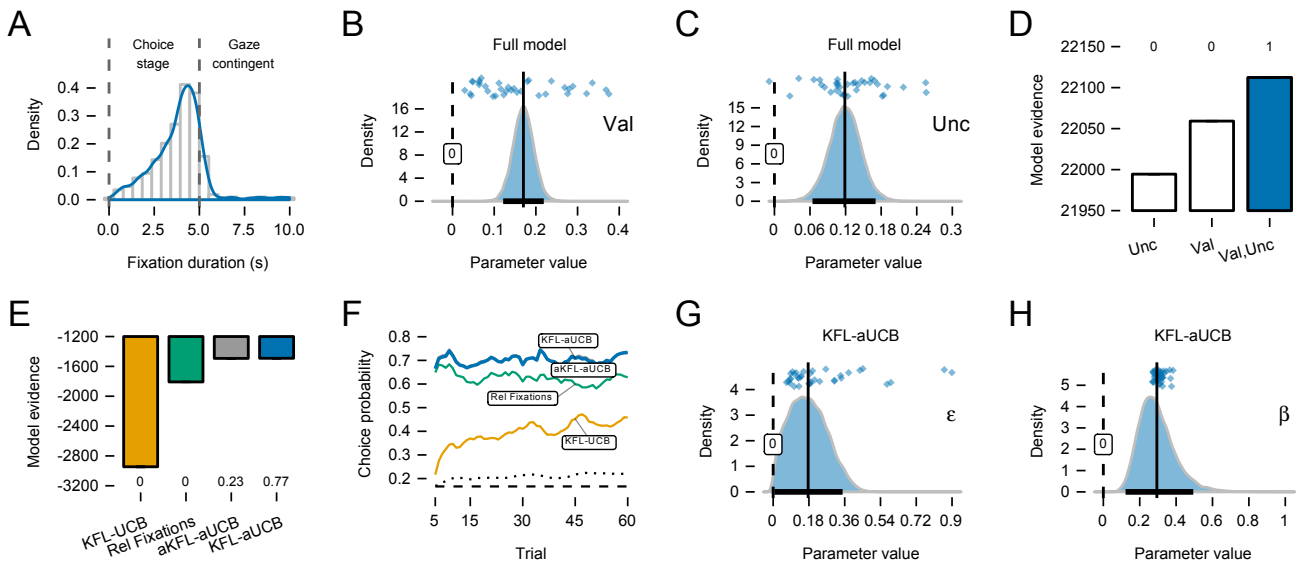 A
Choice
stage
Gaze
contingent
Density
0.4
0.3
0.2
0.1
0.0
0.0
2.5
5.0
7.5
10.0
Fixation duration (s)
B
Full model
Val
Density
16
12
8
4
0
0
0
0.1
0.2
0.3
0.4
Parameter value
C
Full model
Unc
Density
15
12
9
6
3
0
0
0
0.06
0.12
0.18
0.24
0.3
Parameter value
D
Model evidence
22150
22100
22050
22000
21950
0
0
1
Unc
Val
Val,Unc
E
Model evidence
-1200
-1600
-2000
-2400
-2800
-3200
0
0
0.23
0.77
KFL-UCB
Rel Fixations
aKFL-aUCB
KFL-aUCB
F
Choice probability
0.8
0.7
0.6
0.5
0.4
0.3
0.2
KFL-aUCB
aKFL-aUCB
Rel Fixations
KFL-UCB
5
15
30
45
60
Trial
G
KFL-aUCB
ε
Density
4
3
2
1
0
0
0
0.18
0.36
0.54
0.72
0.9
Parameter value
H
KFL-aUCB
β
Density
5
4
3
2
1
0
0
0
0.2
0.4
0.6
0.8
1
Parameter value